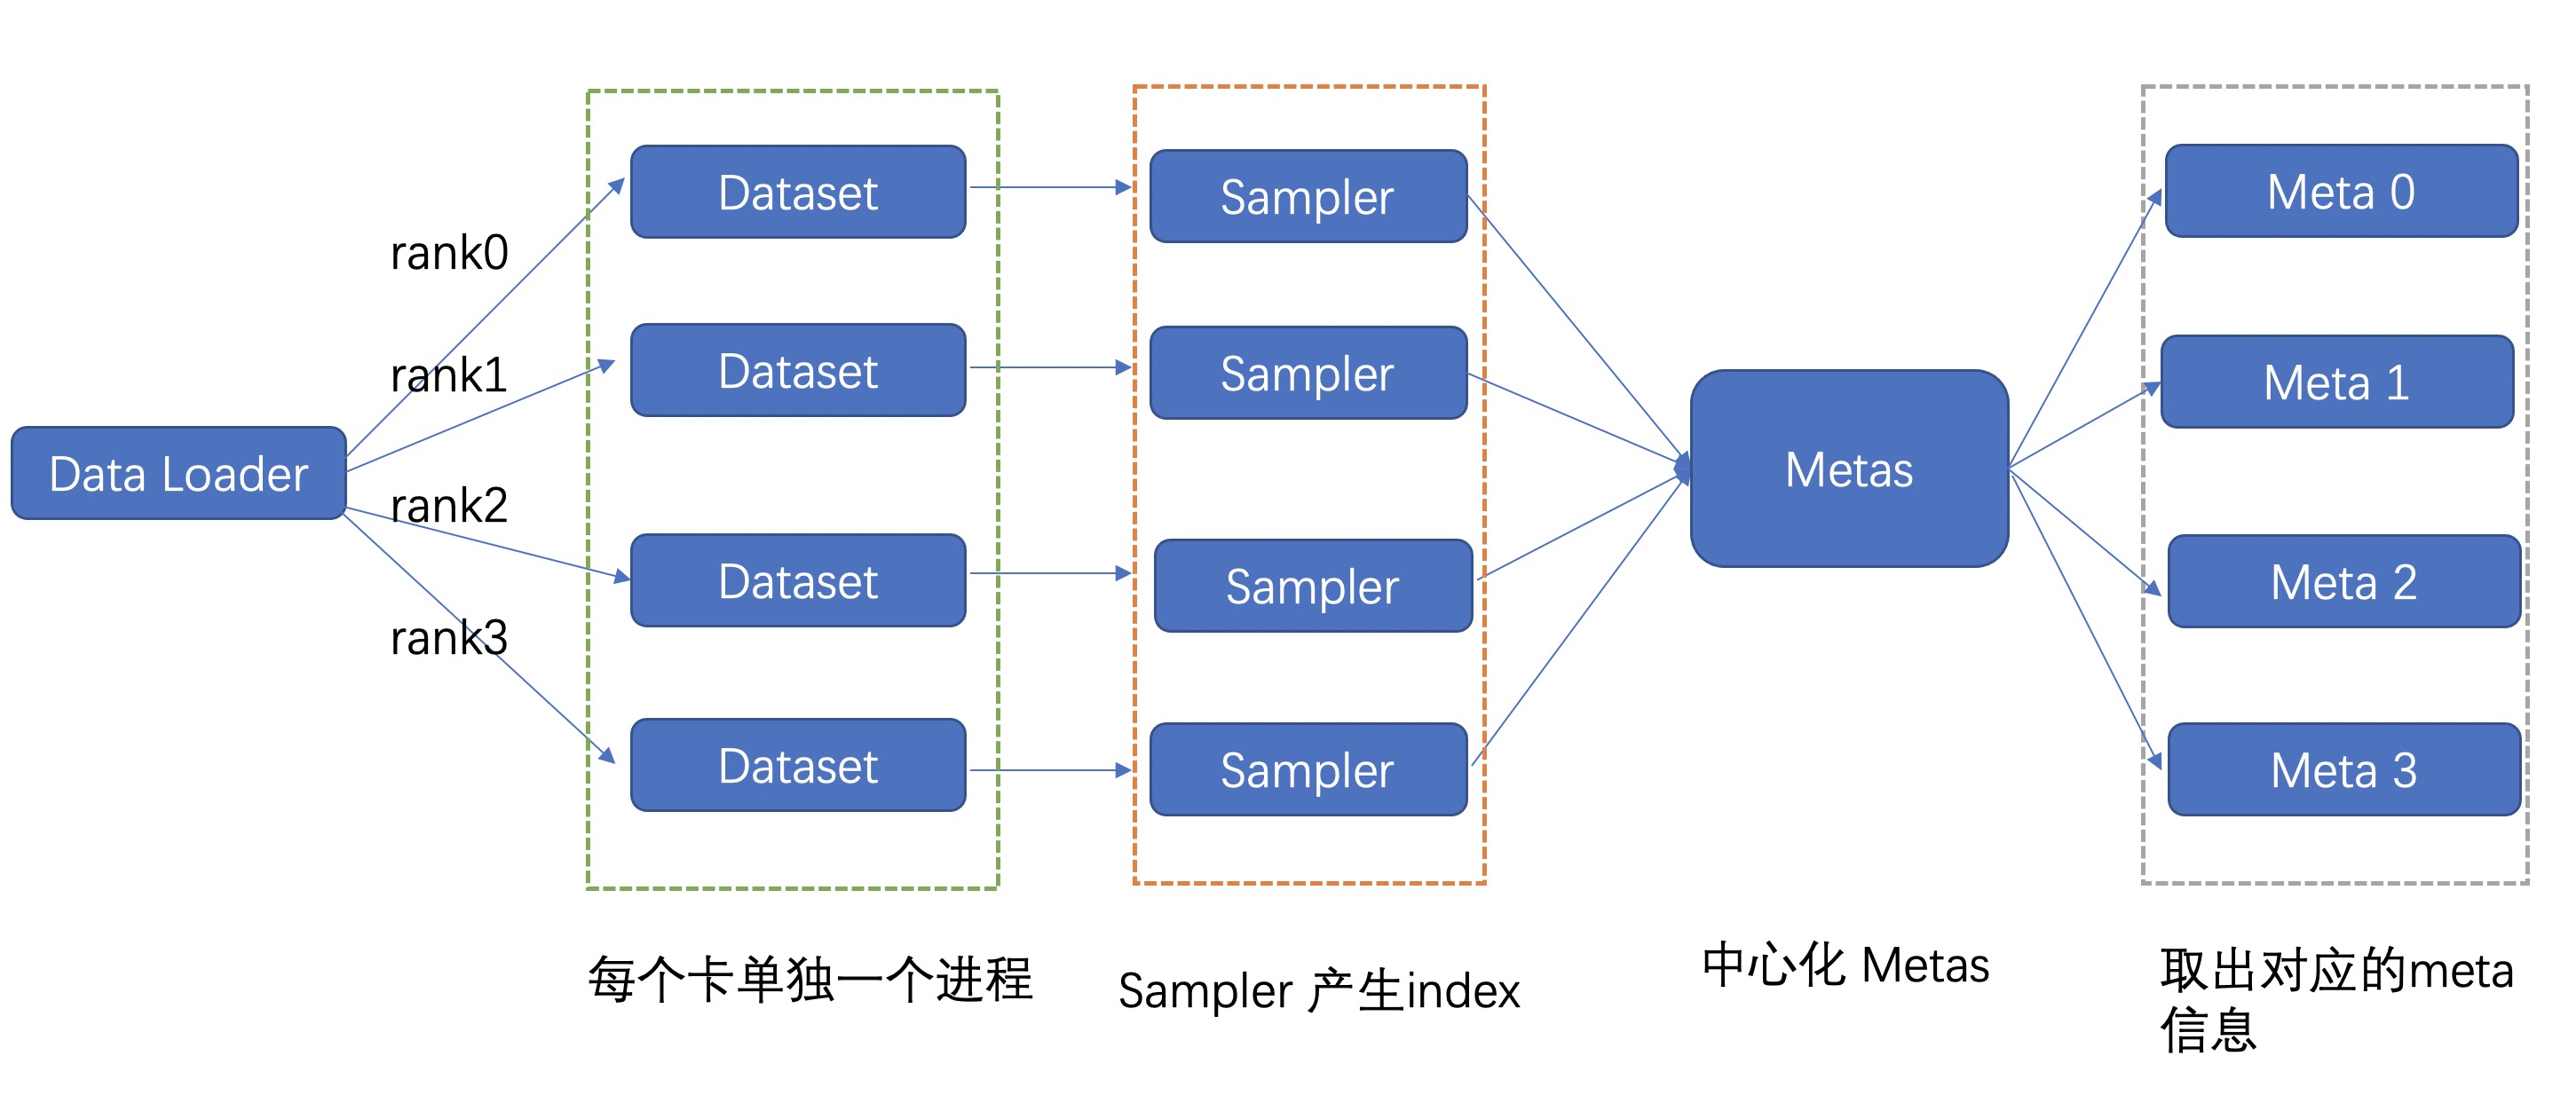 rank0
rank1
rank2
rank3
Data Loader
Dataset
Dataset
Dataset
Dataset
Sampler
Sampler
Sampler
Sampler
Metas
Meta 0
Meta 1
Meta 2
Meta 3
每个卡单独一个进程
Sampler 产生index
中心化 Metas
取出对应的meta
信息